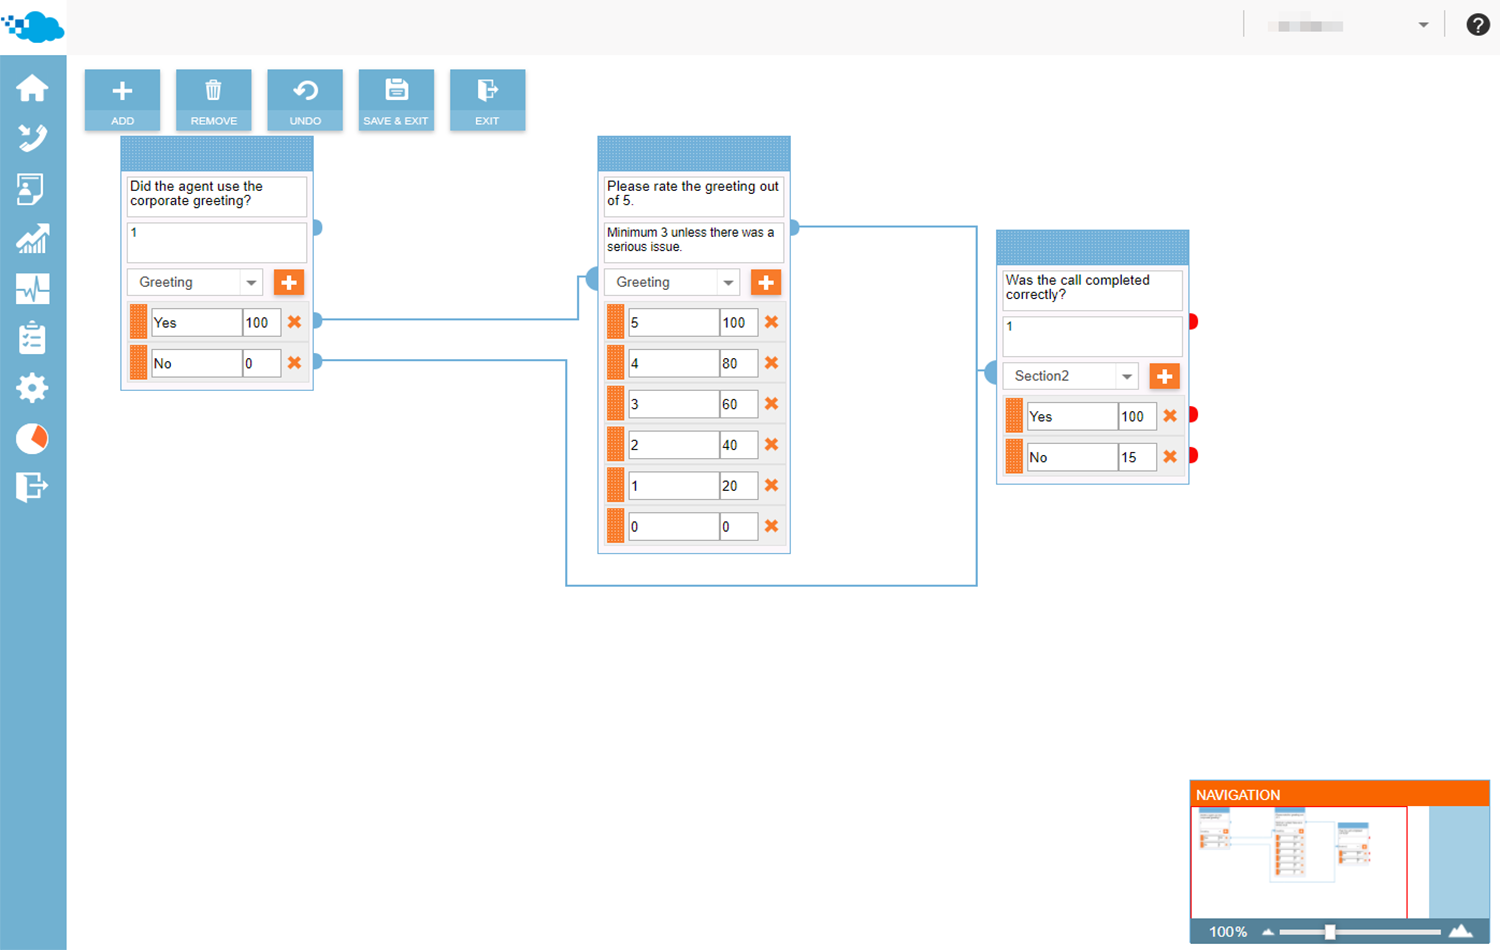 ADD
REMOVE
UNDO
SAVE & EXIT
EXIT
Did the agent use the
corporate greeting?
1
Greeting
Yes 100
No 0
Please rate the greeting out
of 5.
Minimum 3 unless there was a
serious issue.
Greeting
5 100
4 80
3 60
2 40
1 20
0 0
Was the call completed
correctly?
1
Section2
Yes 100
No 15
NAVIGATION
100%